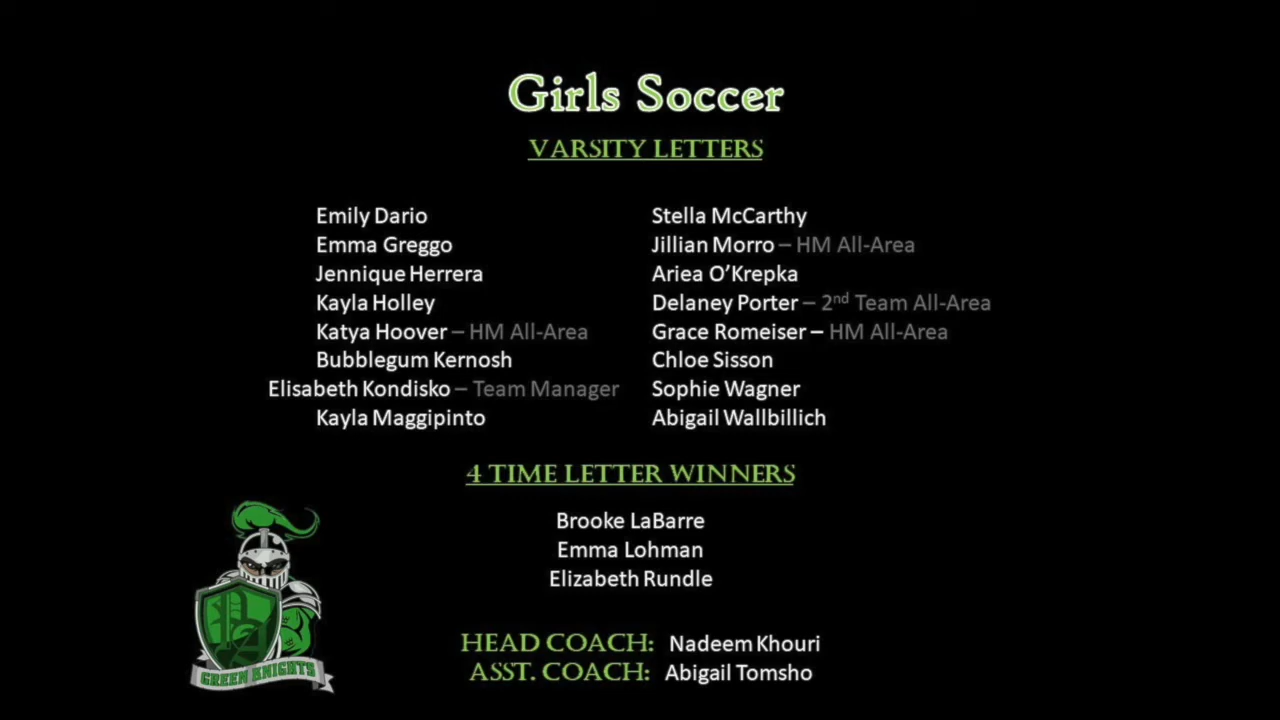 Girls Soccer
VARSITY LETTERS
Emily Dario
Emma Greggo
Jennique Herrera
Kayla Holley
Katya Hoover – HM All-Area
Bubblegum Kernosh
Elisabeth Kondisko – Team Manager
Kayla Maggipinto
Stella McCarthy
Jillian Morro – HM All-Area
Ariea O’Krepka
Delaney Porter – 2nd Team All-Area
Grace Romeiser – HM All-Area
Chloe Sisson
Sophie Wagner
Abigail Wallbillich
4 TIME LETTER WINNERS
Brooke LaBarre
Emma Lohman
Elizabeth Rundle
HEAD COACH: Nadeem Khouri
ASST. COACH: Abigail Tomsho
PA
GREEN KNIGHTS